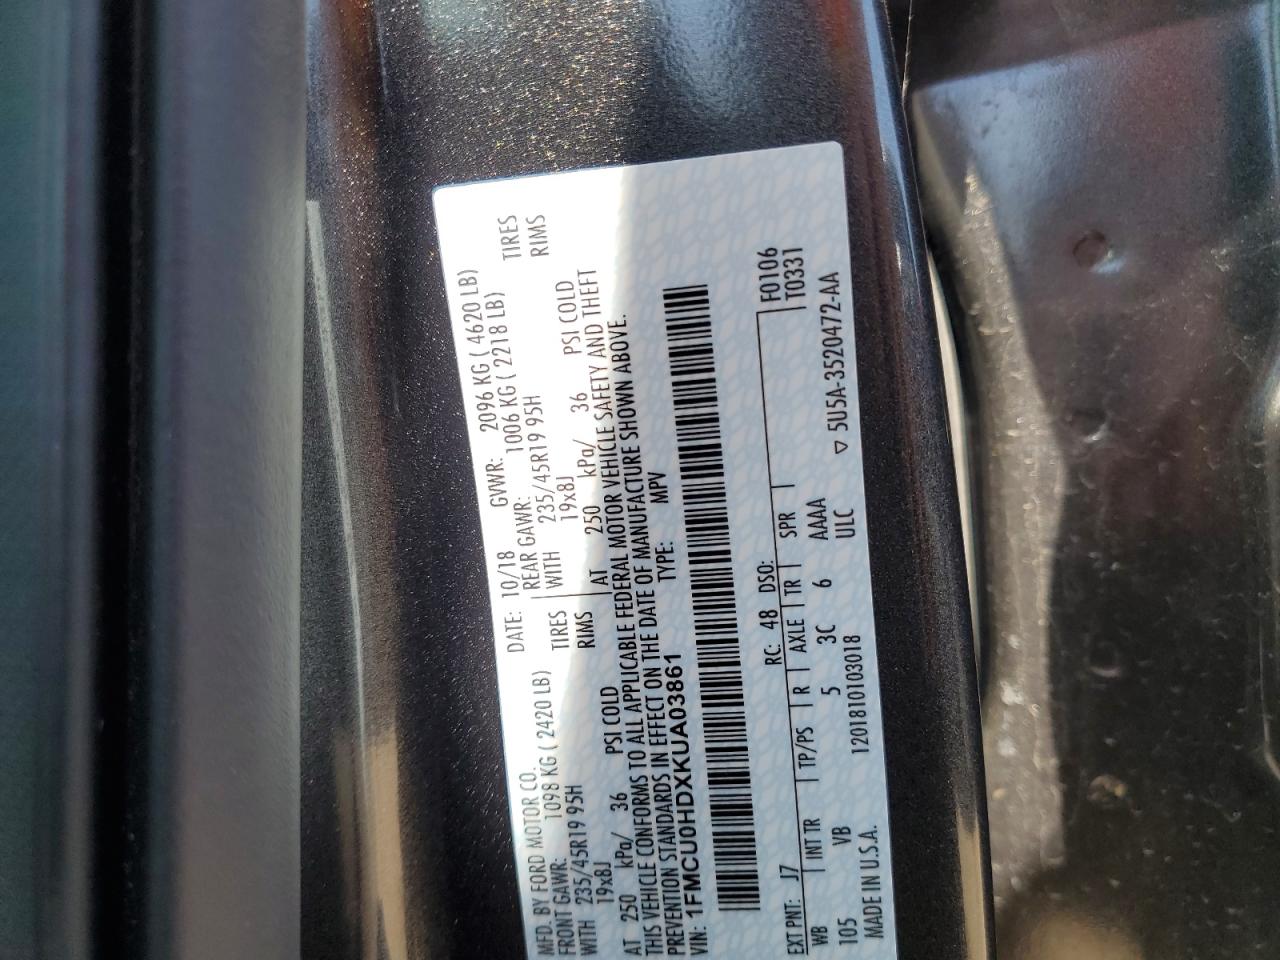 MFD. BY FORD MOTOR CO. DATE: 10/18 GVWR: 2096 KG ( 4620 LB)
FRONT GAWR: 1098 KG ( 2420 LB) REAR GAWR: 1006 KG ( 2218 LB)
WITH 235/45R19 95H TIRES WITH 235/45R19 95H TIRES
19x8J RIMS 19x8J RIMS
AT 250 kPa/ 36 PSI COLD AT 250 kPa/ 36 PSI COLD
THIS VEHICLE CONFORMS TO ALL APPLICABLE FEDERAL MOTOR VEHICLE SAFETY AND THEFT
PREVENTION STANDARDS IN EFFECT ON THE DATE OF MANUFACTURE SHOWN ABOVE.
VIN: 1FMCU0HDXKUA03861 TYPE: MPV
EXT PNT: J7 RC: 48 DSO: F0106
WB INT TR TP/PS R AXLE TR SPR T0331
105 VB 5 3C 6 AAAA
MADE IN U.S.A. 1201810103018 ULC ▽ 5U5A-3520472-AA